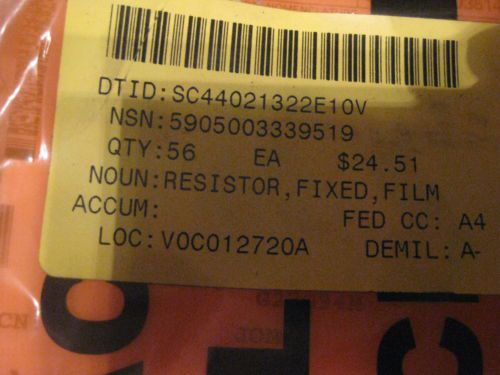 DTID:SC44021322E10V
NSN:5905003339519
QTY:56 EA $24.51
NOUN:RESISTOR,FIXED,FILM
ACCUM: FED CC: A4
LOC:V0C012720A DEMIL: A-